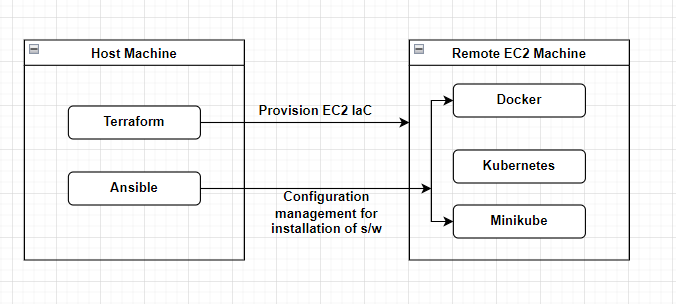 Host Machine
Remote EC2 Machine
Terraform
Provision EC2 IaC
Docker
Ansible
Configuration
management for
installation of s/w
Kubernetes
Minikube